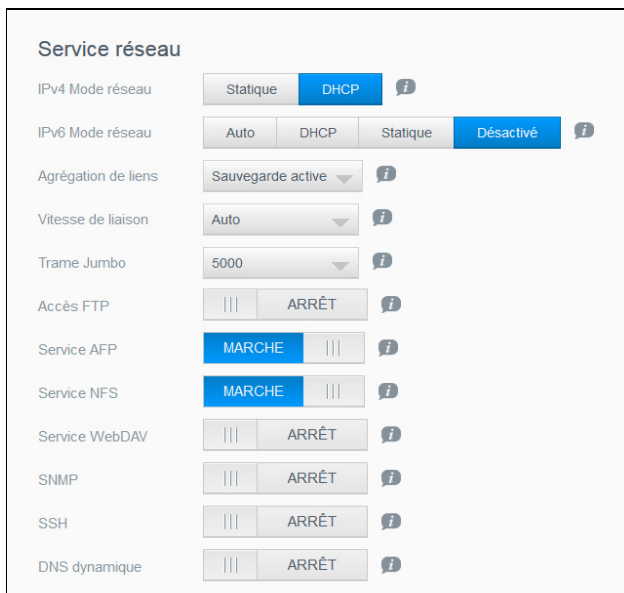 Service réseau
IPv4 Mode réseau Statique DHCP
IPv6 Mode réseau Auto DHCP Statique Désactivé
Agrégation de liens Sauvegarde active
Vitesse de liaison Auto
Trame Jumbo 5000
Accès FTP ARRÊT
Service AFP MARCHE
Service NFS MARCHE
Service WebDAV ARRÊT
SNMP ARRÊT
SSH ARRÊT
DNS dynamique ARRÊT